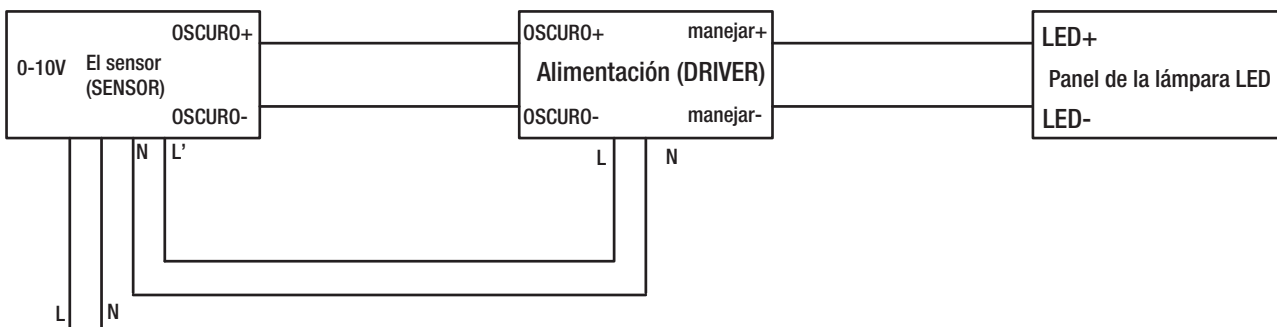 OSCURO+
0-10V
El sensor
(SENSOR)
OSCURO-
N
L'
L
N
OSCURO+
manejar+
Alimentación (DRIVER)
OSCURO-
manejar-
L
N
LED+
Panel de la lámpara LED
LED-